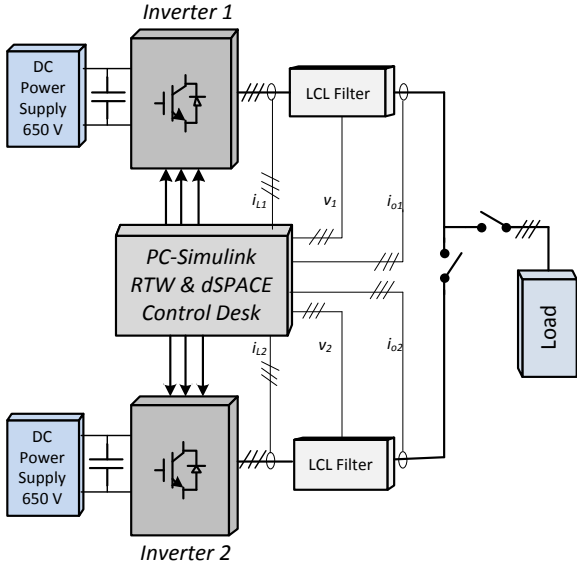 Inverter 1
DC
Power
Supply
650 V
LCL Filter
iL1
v1
io1
PC-Simulink
RTW & dSPACE
Control Desk
iL2
v2
io2
Load
DC
Power
Supply
650 V
LCL Filter
Inverter 2